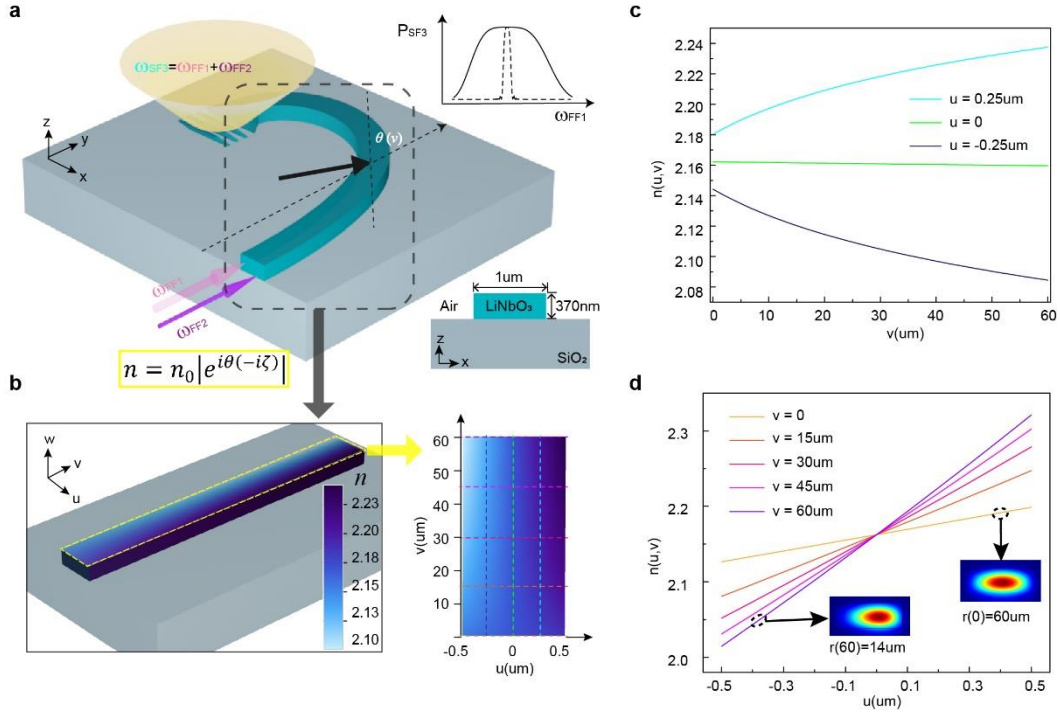 a
ωSF3=ωFF1+ωFF2
z
y
x
θ(v)
PSF3
ωFF1
ωFF1
ωFF2
1um
Air
LiNbO₃
370nm
z
x
SiO₂
n = n₀|e^{iθ(-iζ)}|
b
w
v
u
n
2.23
2.20
2.18
2.15
2.13
2.10
v(um)
60
50
40
30
20
10
0
-0.5
0
0.5
u(um)
c
n(u,v)
2.24
2.22
2.20
2.18
2.16
2.14
2.12
2.10
2.08
u = 0.25um
u = 0
u = -0.25um
0
10
20
30
40
50
60
v(um)
d
n(u,v)
2.3
2.2
2.1
2.0
v = 0
v = 15um
v = 30um
v = 45um
v = 60um
r(0)=60um
r(60)=14um
-0.5
-0.3
-0.1
0.1
0.3
0.5
u(um)